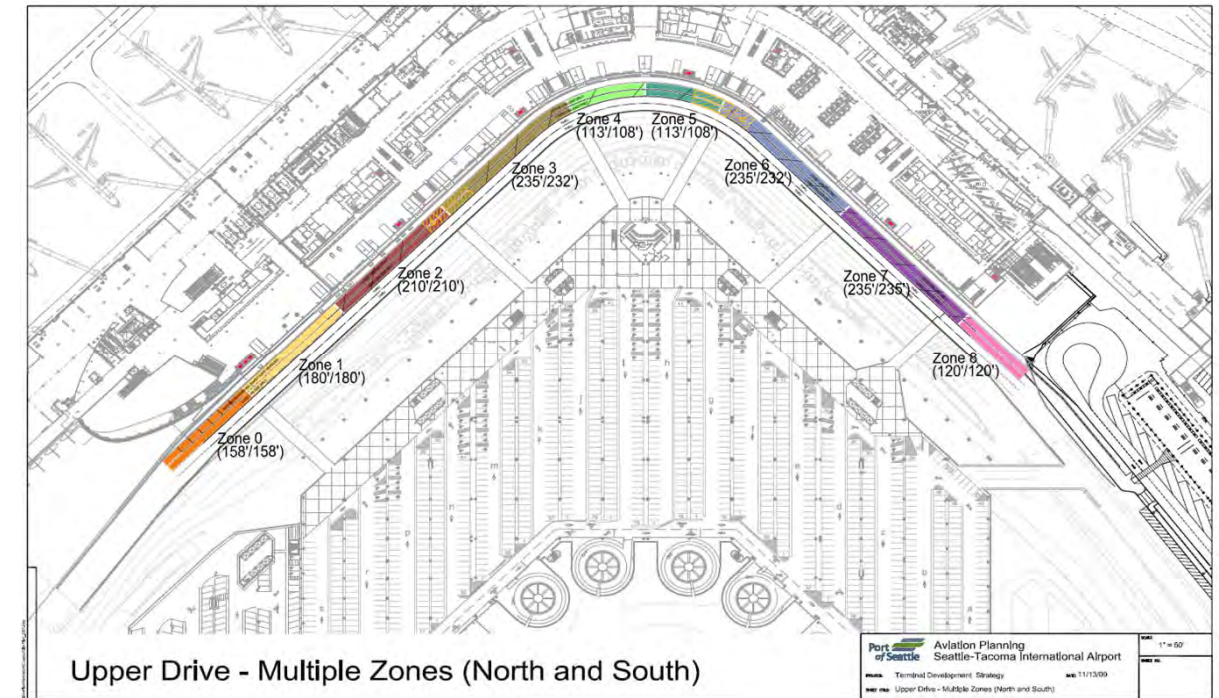 Zone 4
(113'/108')
Zone 5
(113'/108')
Zone 3
(235'/232')
Zone 6
(235'/232')
Zone 2
(210'/210')
Zone 7
(235'/235')
Zone 1
(180'/180')
Zone 8
(120'/120')
Zone 0
(158'/158')
Upper Drive - Multiple Zones (North and South)
Port
of Seattle
Aviation Planning
Seattle-Tacoma International Airport
Terminal Development Strategy
11/13/09
Upper Drive - Multiple Zones (North and South)
1" = 50'